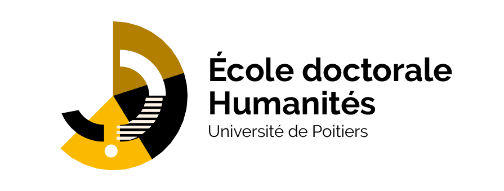 École doctorale
Humanités
Université de Poitiers